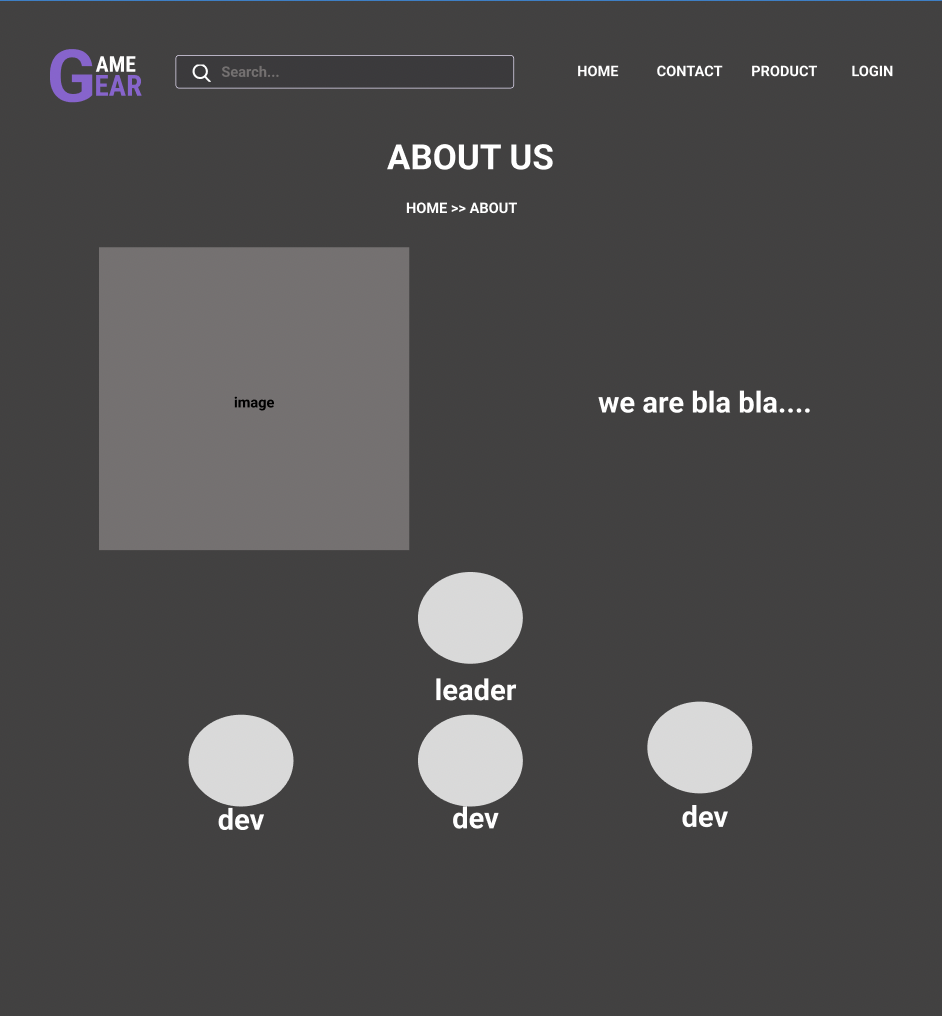 GAME
GEAR
Search...
HOME CONTACT PRODUCT LOGIN
ABOUT US
HOME >> ABOUT
image
we are bla bla....
leader
dev dev dev